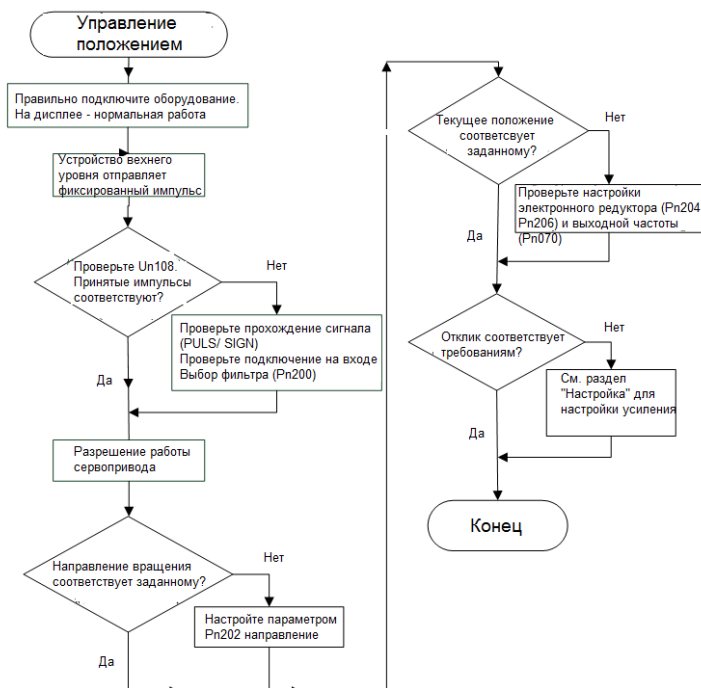 Управление
положением
Правильно подключите оборудование.
На дисплее - нормальная работа
Устройство вехнего
уровня отправляет
фиксированный импульс
Проверьте Un108.
Принятые импульсы
соответствуют?
Нет
Проверьте прохождение сигнала
(PULS/ SIGN)
Проверьте подключение на входе
Выбор фильтра (Pn200)
Да
Разрешение работы
сервопривода
Направление вращения
соответствует заданному?
Нет
Настройте параметром
Pn202 направление
Да
Текущее положение
соответсвует
заданному?
Нет
Проверьте настройки
электронного редуктора (Pn204
Pn206) и выходной частоты
(Pn070)
Да
Отклик соответствует
требованиям?
Нет
См. раздел
"Настройка" для
настройки усиления
Да
Конец